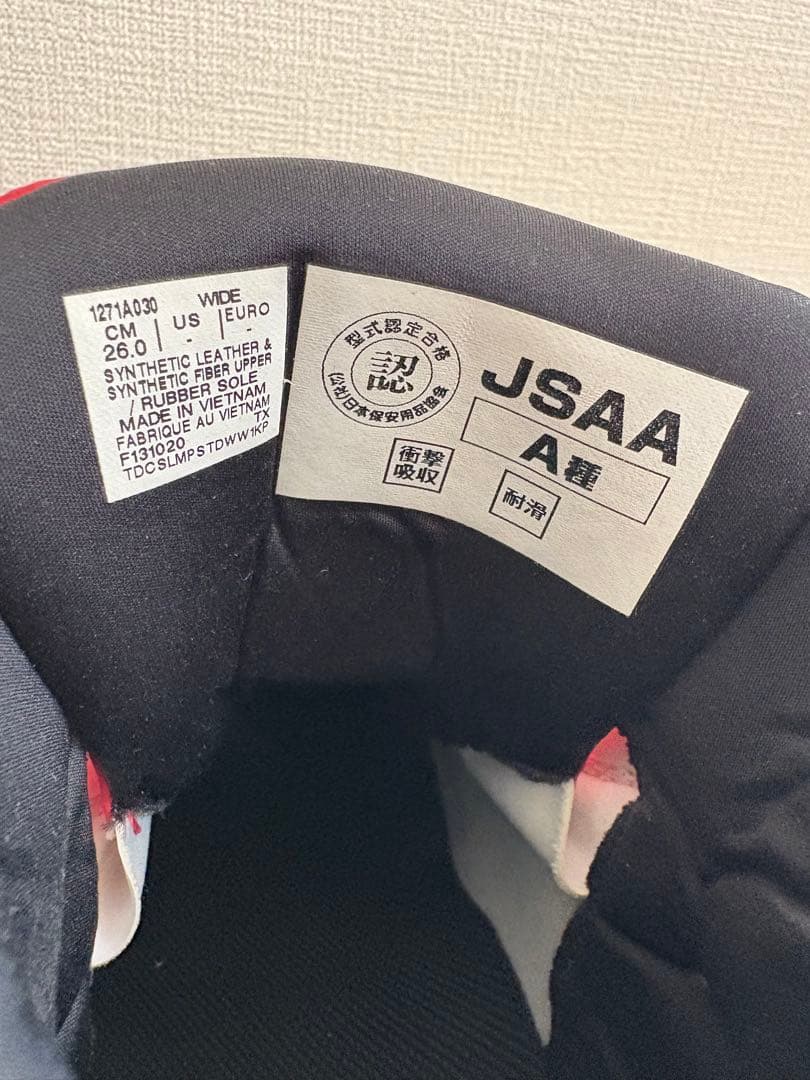 1271A030 WIDE
CM | US | EURO
26.0 | - | -
SYNTHETIC LEATHER &
SYNTHETIC FIBER UPPER
/ RUBBER SOLE
MADE IN VIETNAM
FABRIQUE AU VIETNAM
F131020 TX
TDCSLMPSTDWW1KP
型式認定合格
認
(公社)日本保安用品協会
JSAA
A種
衝撃
吸収
耐滑